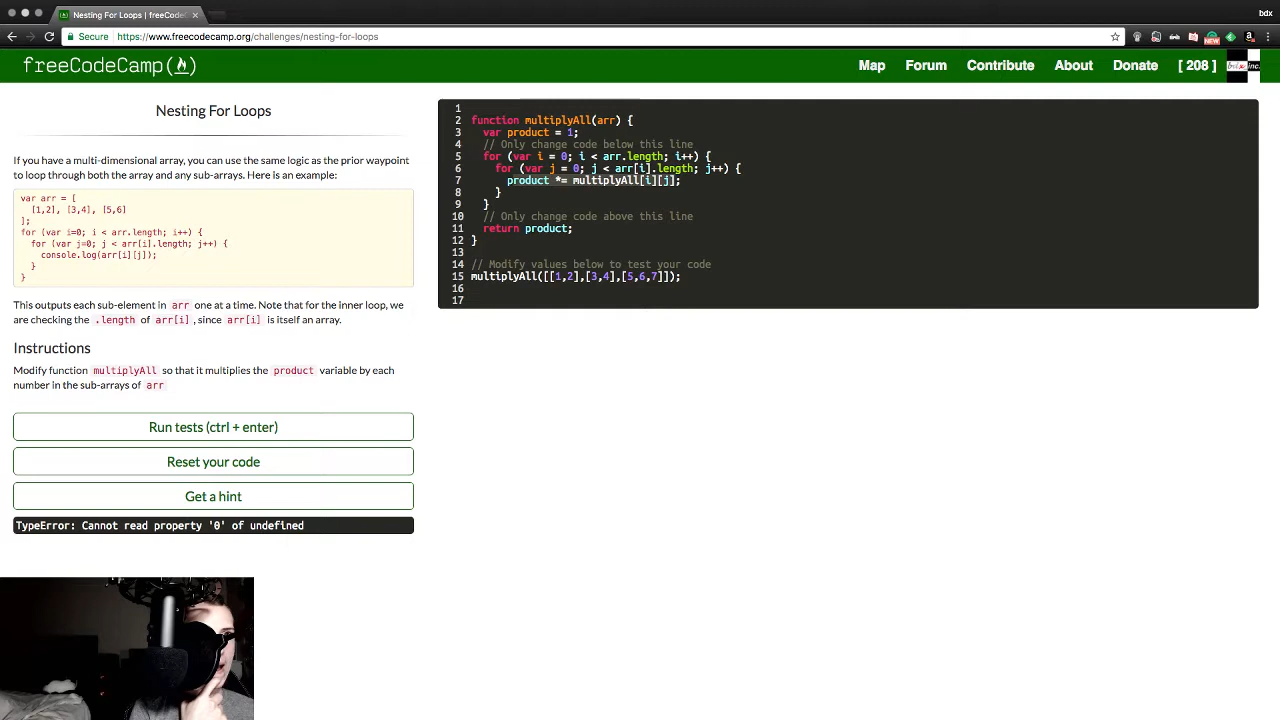 Nesting For Loops | freeCode
bdx
Secure
https://www.freecodecamp.org/challenges/nesting-for-loops
NEW
freeCodeCamp
Map
Forum
Contribute
About
Donate
[ 208 ]
Nesting For Loops
If you have a multi-dimensional array, you can use the same logic as the prior waypoint
to loop through both the array and any sub-arrays. Here is an example:
var arr = [
[1,2], [3,4], [5,6]
];
for (var i=0; i < arr.length; i++) {
for (var j=0; j < arr[i].length; j++) {
console.log(arr[i][j]);
}
}
This outputs each sub-element in arr one at a time. Note that for the inner loop, we
are checking the .length of arr[i] , since arr[i] is itself an array.
Instructions
Modify function multiplyAll so that it multiplies the product variable by each
number in the sub-arrays of arr
Run tests (ctrl + enter)
Reset your code
Get a hint
TypeError: Cannot read property '0' of undefined
1
2 function multiplyAll(arr) {
3 var product = 1;
4 // Only change code below this line
5 for (var i = 0; i < arr.length; i++) {
6 for (var j = 0; j < arr[i].length; j++) {
7 product *= multiplyAll[i][j];
8 }
9 }
10 // Only change code above this line
11 return product;
12 }
13
14 // Modify values below to test your code
15 multiplyAll([[1,2],[3,4],[5,6,7]]);
16
17